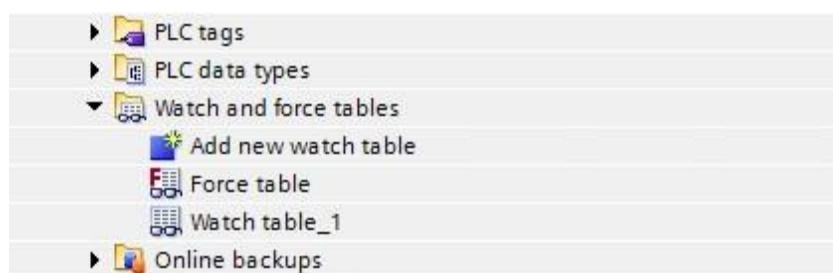 PLC tags
PLC data types
Watch and force tables
Add new watch table
Force table
Watch table_1
Online backups